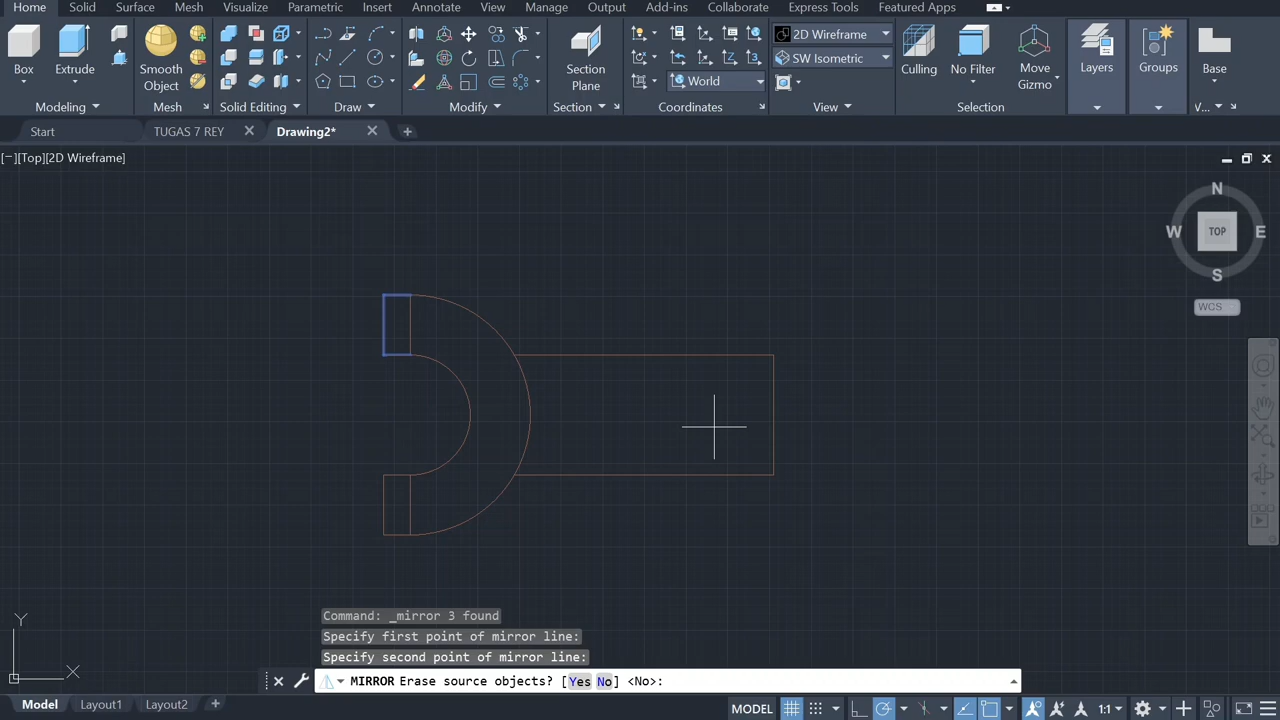 Home Solid Surface Mesh Visualize Parametric Insert Annotate View Manage Output Add-ins Collaborate Express Tools Featured Apps
2D Wireframe
SW Isometric
World
Box Extrude Smooth Object Section Plane Culling No Filter Move Gizmo Layers Groups Base
Modeling Mesh Solid Editing Draw Modify Section Coordinates View Selection V...
Start TUGAS 7 REY Drawing2*
[−][Top][2D Wireframe]
N
W TOP E
S
WCS
Command: _mirror 3 found
Y
Specify first point of mirror line:
Specify second point of mirror line:
X
MIRROR Erase source objects? [Yes No] <No>:
Model Layout1 Layout2 MODEL 1:1